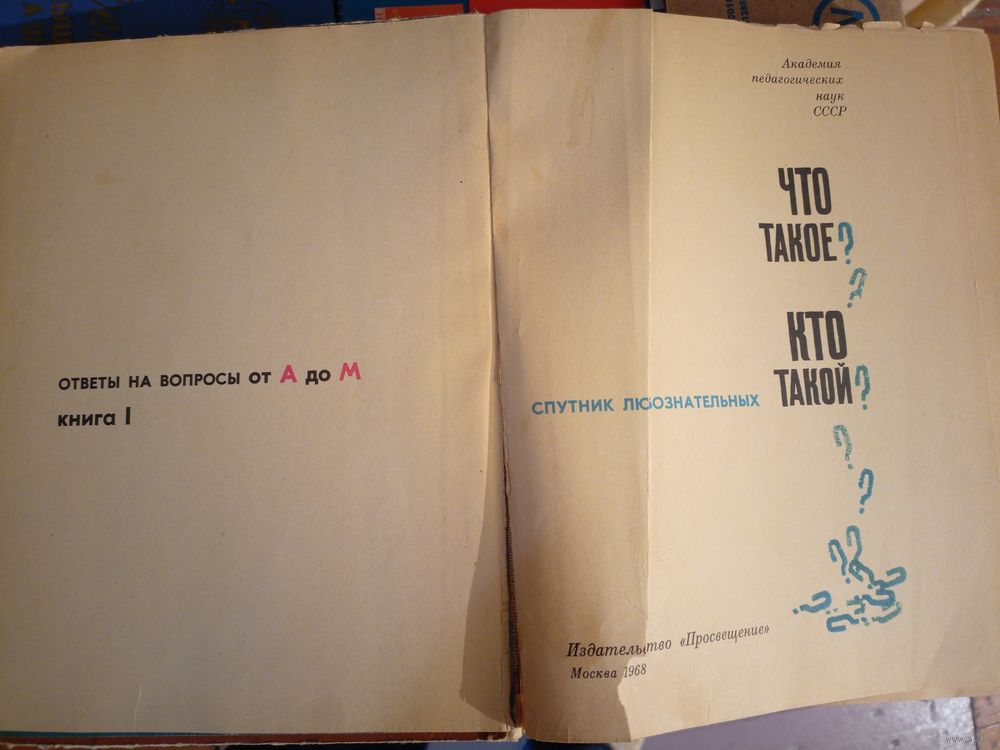 ответы на вопросы от А до М
книга I
Академия
педагогических
наук
СССР
ЧТО
ТАКОЕ?
КТО
ТАКОЙ?
СПУТНИК ЛЮБОЗНАТЕЛЬНЫХ
Издательство «Просвещение»
Москва 1968